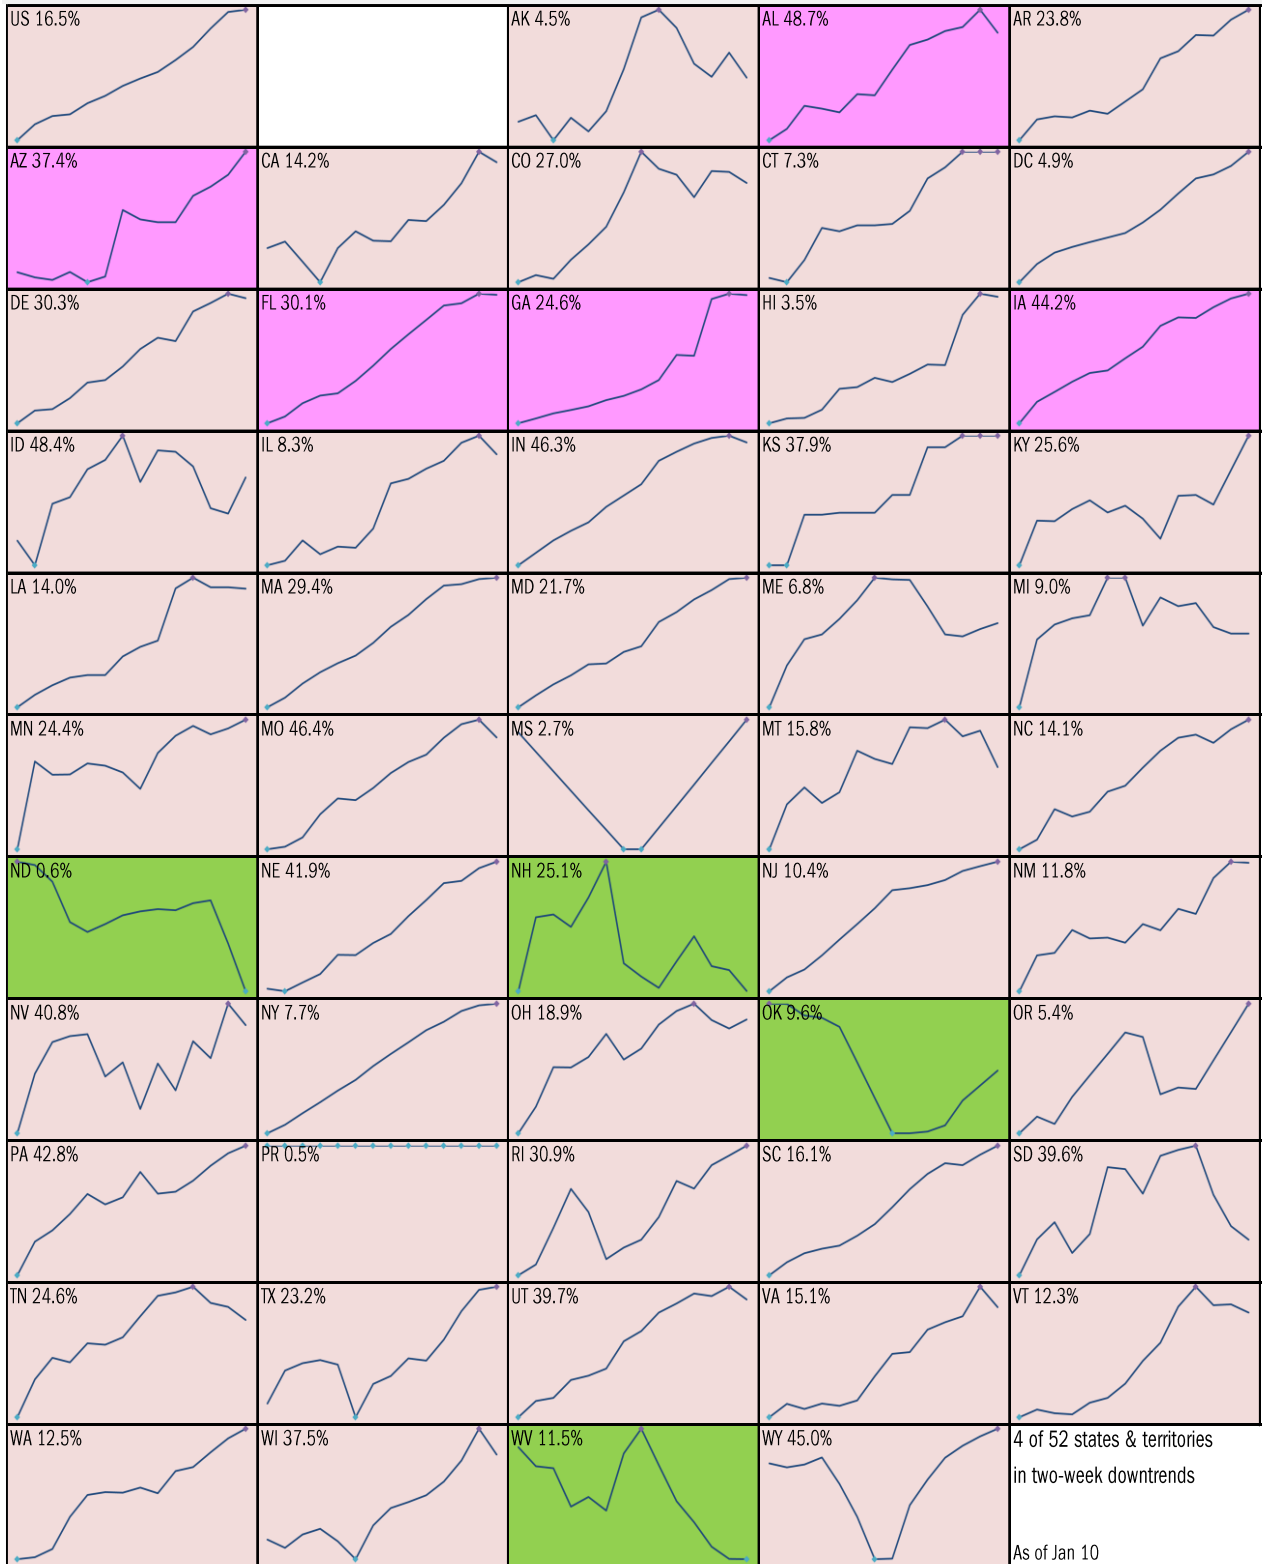 US 16.5%
AK 4.5%
AL 48.7%
AR 23.8%
AZ 37.4%
CA 14.2%
CO 27.0%
CT 7.3%
DC 4.9%
DE 30.3%
FL 30.1%
GA 24.6%
HI 3.5%
IA 44.2%
ID 48.4%
IL 8.3%
IN 46.3%
KS 37.9%
KY 25.6%
LA 14.0%
MA 29.4%
MD 21.7%
ME 6.8%
MI 9.0%
MN 24.4%
MO 46.4%
MS 2.7%
MT 15.8%
NC 14.1%
ND 0.6%
NE 41.9%
NH 25.1%
NJ 10.4%
NM 11.8%
NV 40.8%
NY 7.7%
OH 18.9%
OK 9.6%
OR 5.4%
PA 42.8%
PR 0.5%
RI 30.9%
SC 16.1%
SD 39.6%
TN 24.6%
TX 23.2%
UT 39.7%
VA 15.1%
VT 12.3%
WA 12.5%
WI 37.5%
WV 11.5%
WY 45.0%
4 of 52 states & territories
in two-week downtrends
As of Jan 10